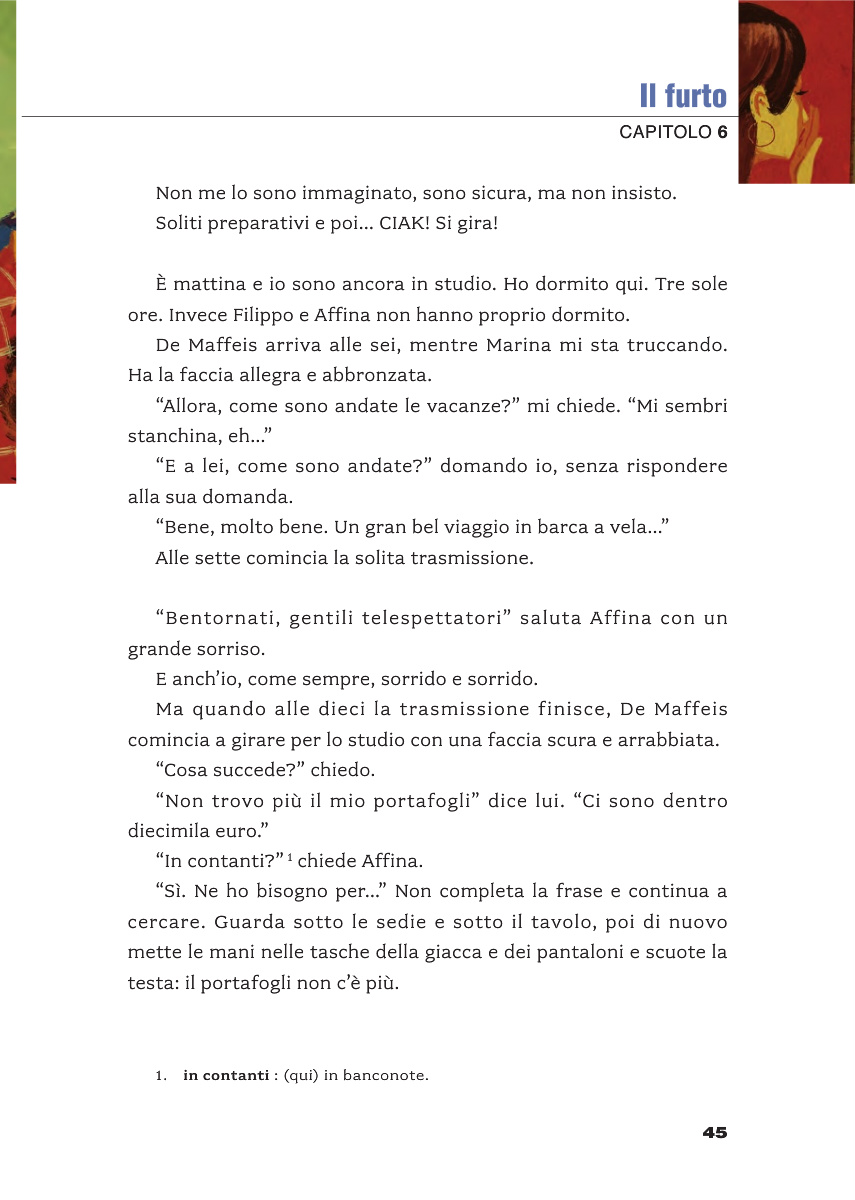 Il furto
CAPITOLO 6
Non me lo sono immaginato, sono sicura, ma non insisto.
Soliti preparativi e poi... CIAK! Si gira!
È mattina e io sono ancora in studio. Ho dormito qui. Tre sole
ore. Invece Filippo e Affina non hanno proprio dormito.
De Maffeis arriva alle sei, mentre Marina mi sta truccando.
Ha la faccia allegra e abbronzata.
“Allora, come sono andate le vacanze?” mi chiede. “Mi sembri
stanchina, eh...”
“E a lei, come sono andate?” domando io, senza rispondere
alla sua domanda.
“Bene, molto bene. Un gran bel viaggio in barca a vela...”
Alle sette comincia la solita trasmissione.
“Bentornati, gentili telespettatori” saluta Affina con un
grande sorriso.
E anch’io, come sempre, sorrido e sorrido.
Ma quando alle dieci la trasmissione finisce, De Maffeis
comincia a girare per lo studio con una faccia scura e arrabbiata.
“Cosa succede?” chiedo.
“Non trovo più il mio portafogli” dice lui. “Ci sono dentro
diecimila euro.”
“In contanti?” 1 chiede Affina.
“Sì. Ne ho bisogno per...” Non completa la frase e continua a
cercare. Guarda sotto le sedie e sotto il tavolo, poi di nuovo
mette le mani nelle tasche della giacca e dei pantaloni e scuote la
testa: il portafogli non c’è più.
1. in contanti : (qui) in banconote.
45